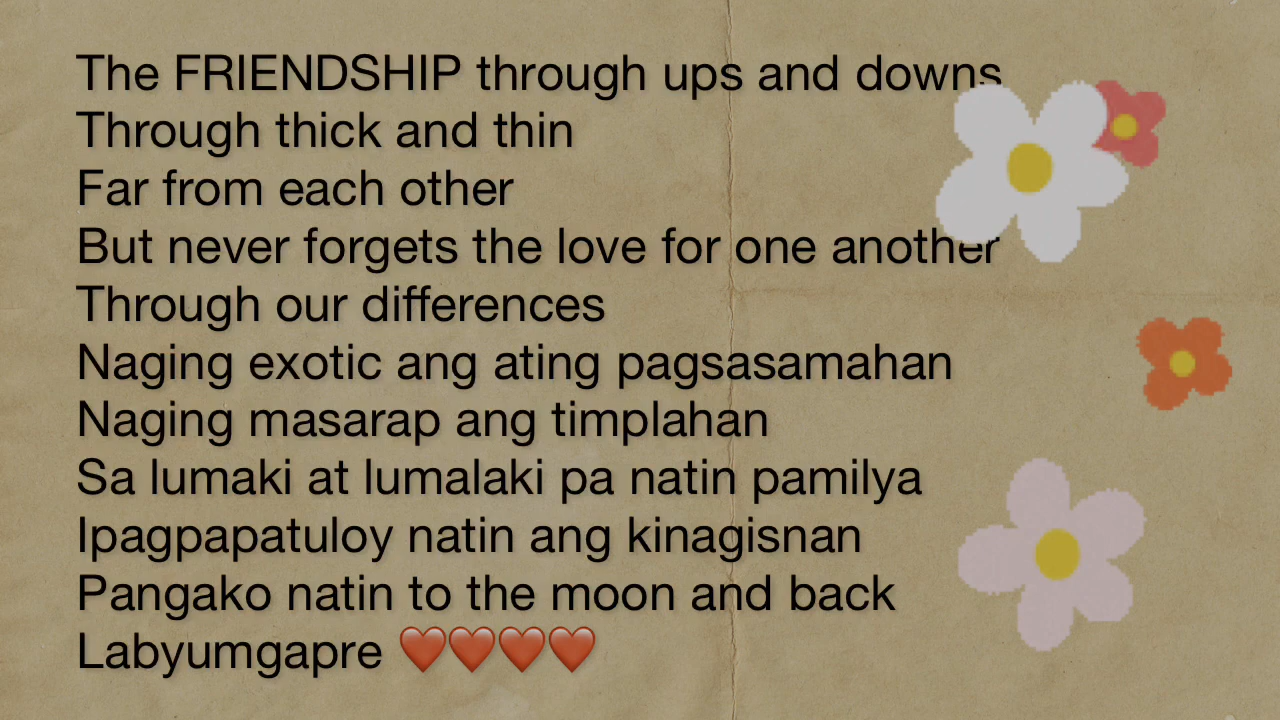 The FRIENDSHIP through ups and downs
Through thick and thin
Far from each other
But never forgets the love for one another
Through our differences
Naging exotic ang ating pagsasamahan
Naging masarap ang timplahan
Sa lumaki at lumalaki pa natin pamilya
Ipagpapatuloy natin ang kinagisnan
Pangako natin to the moon and back
Labyumgapre ❤️❤️❤️❤️